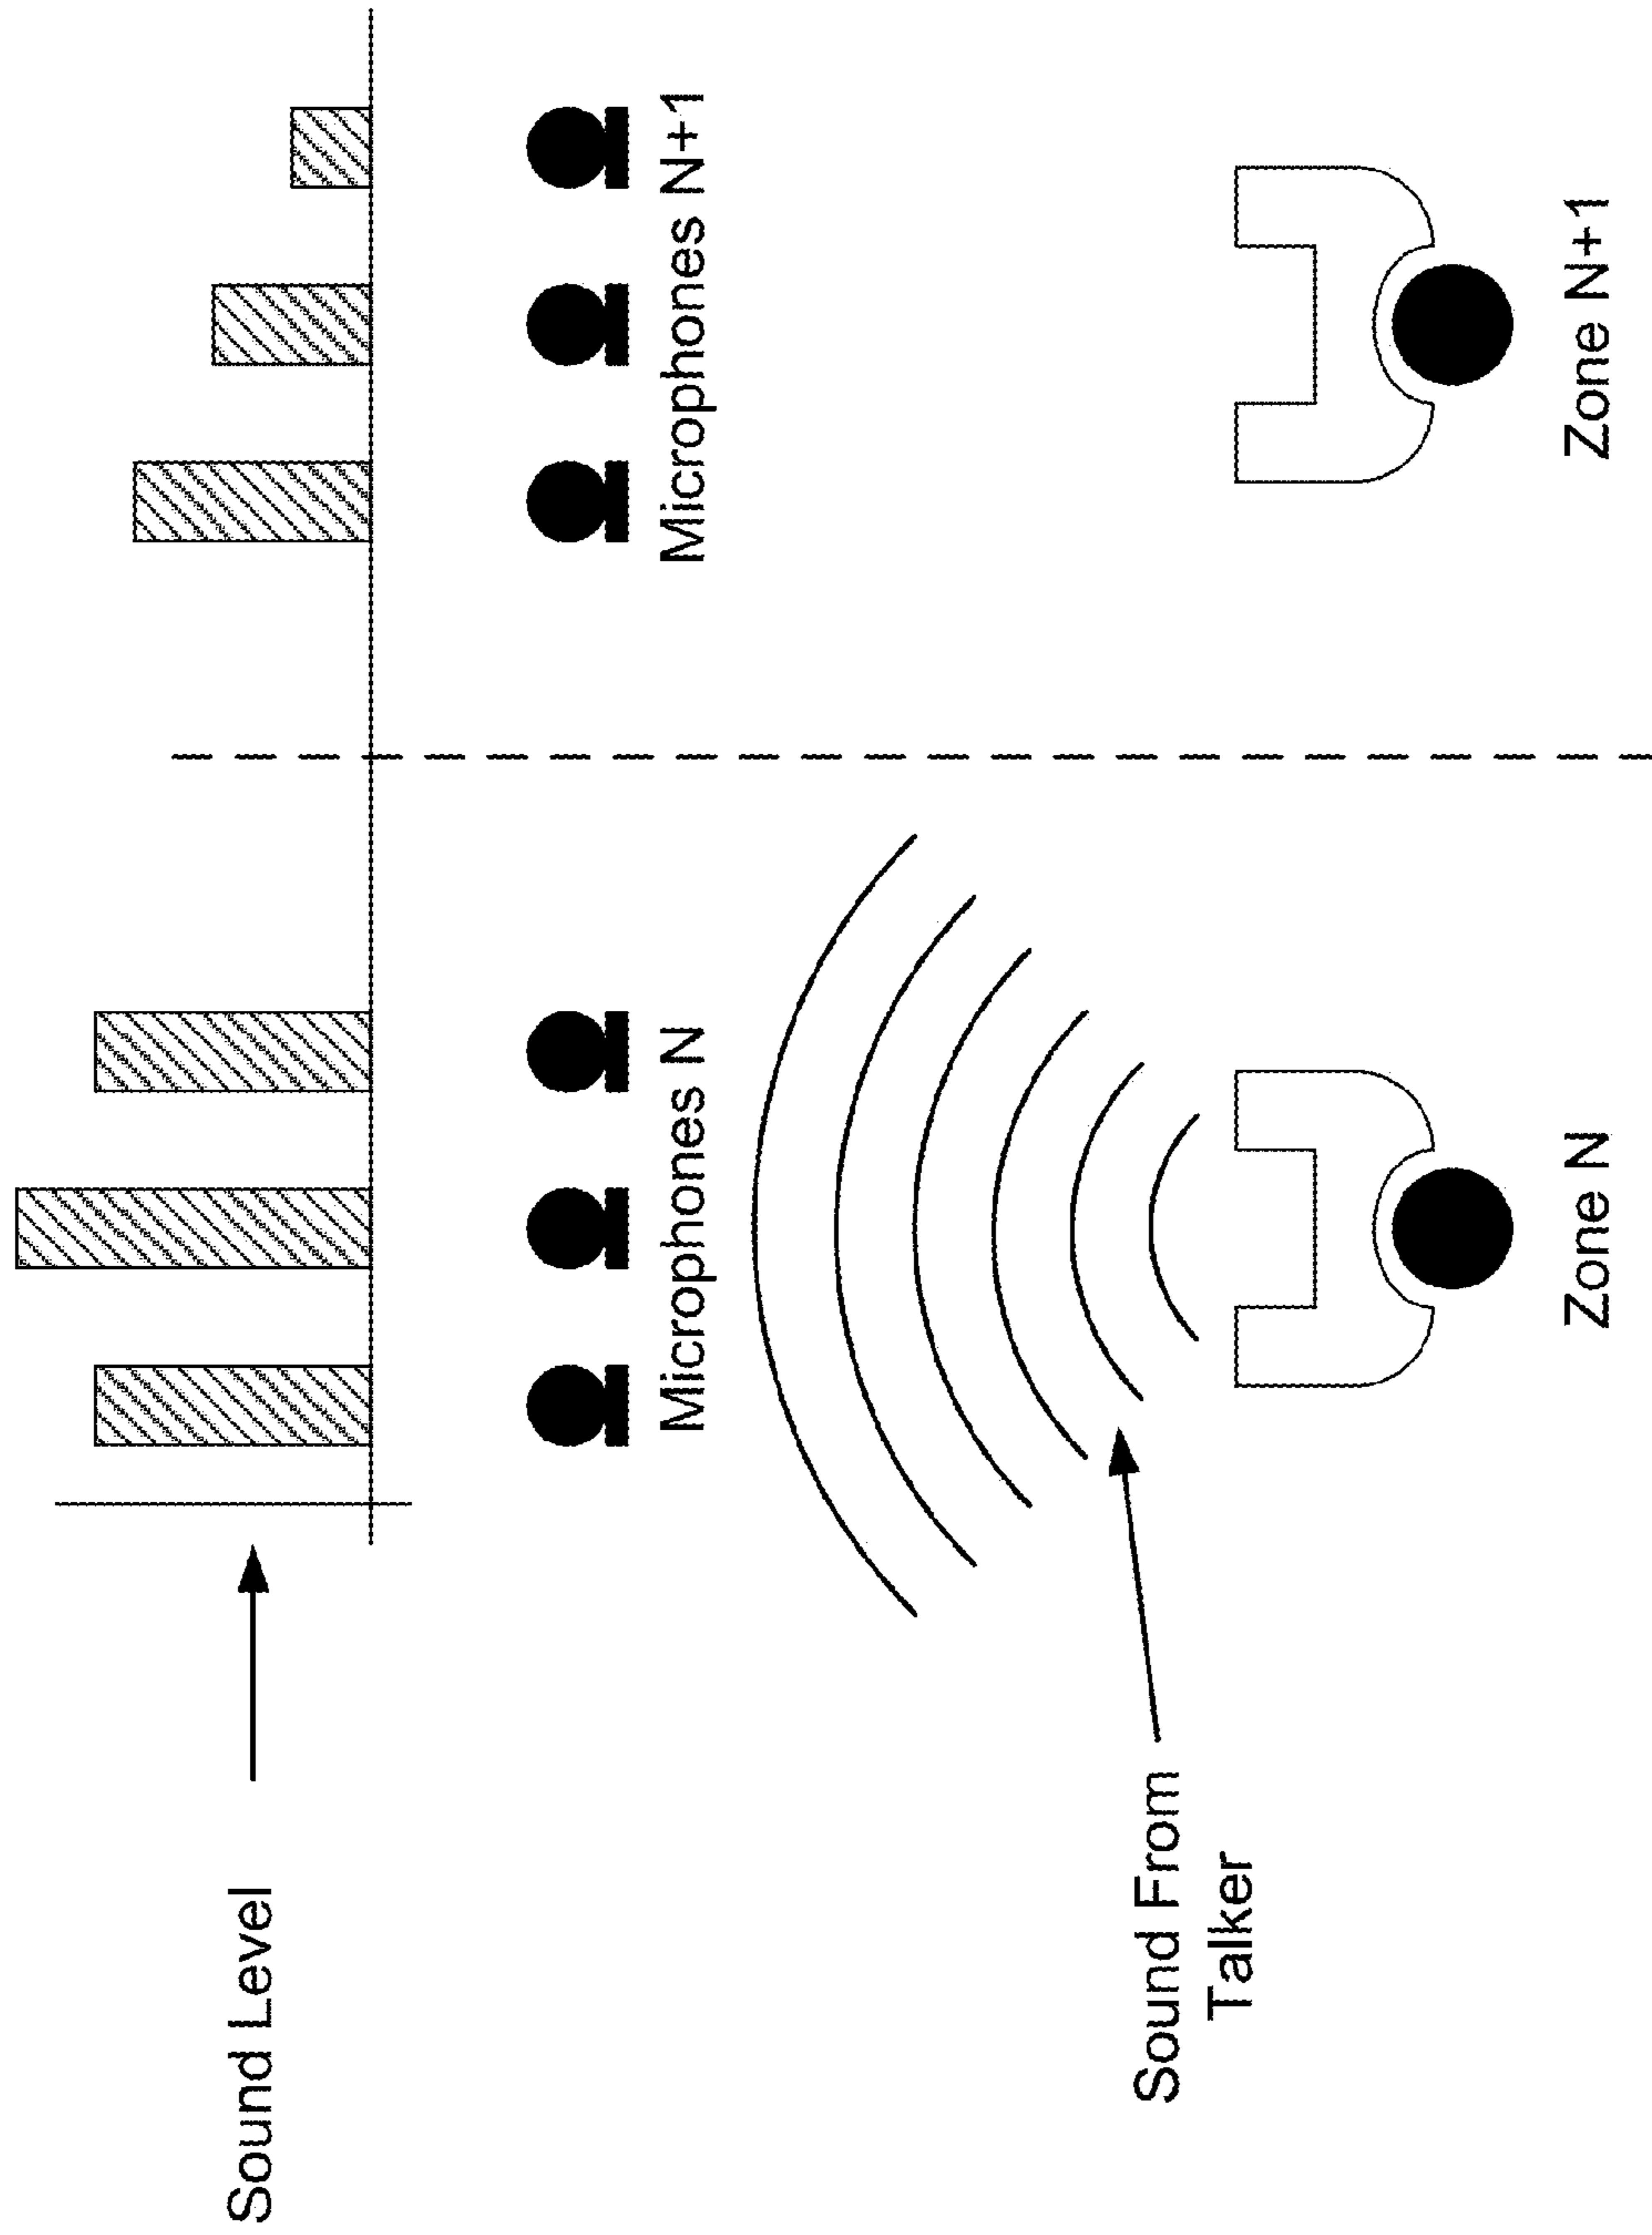 Sound Level
Microphones N
Microphones N+1
Sound From
Talker
Zone N
Zone N+1